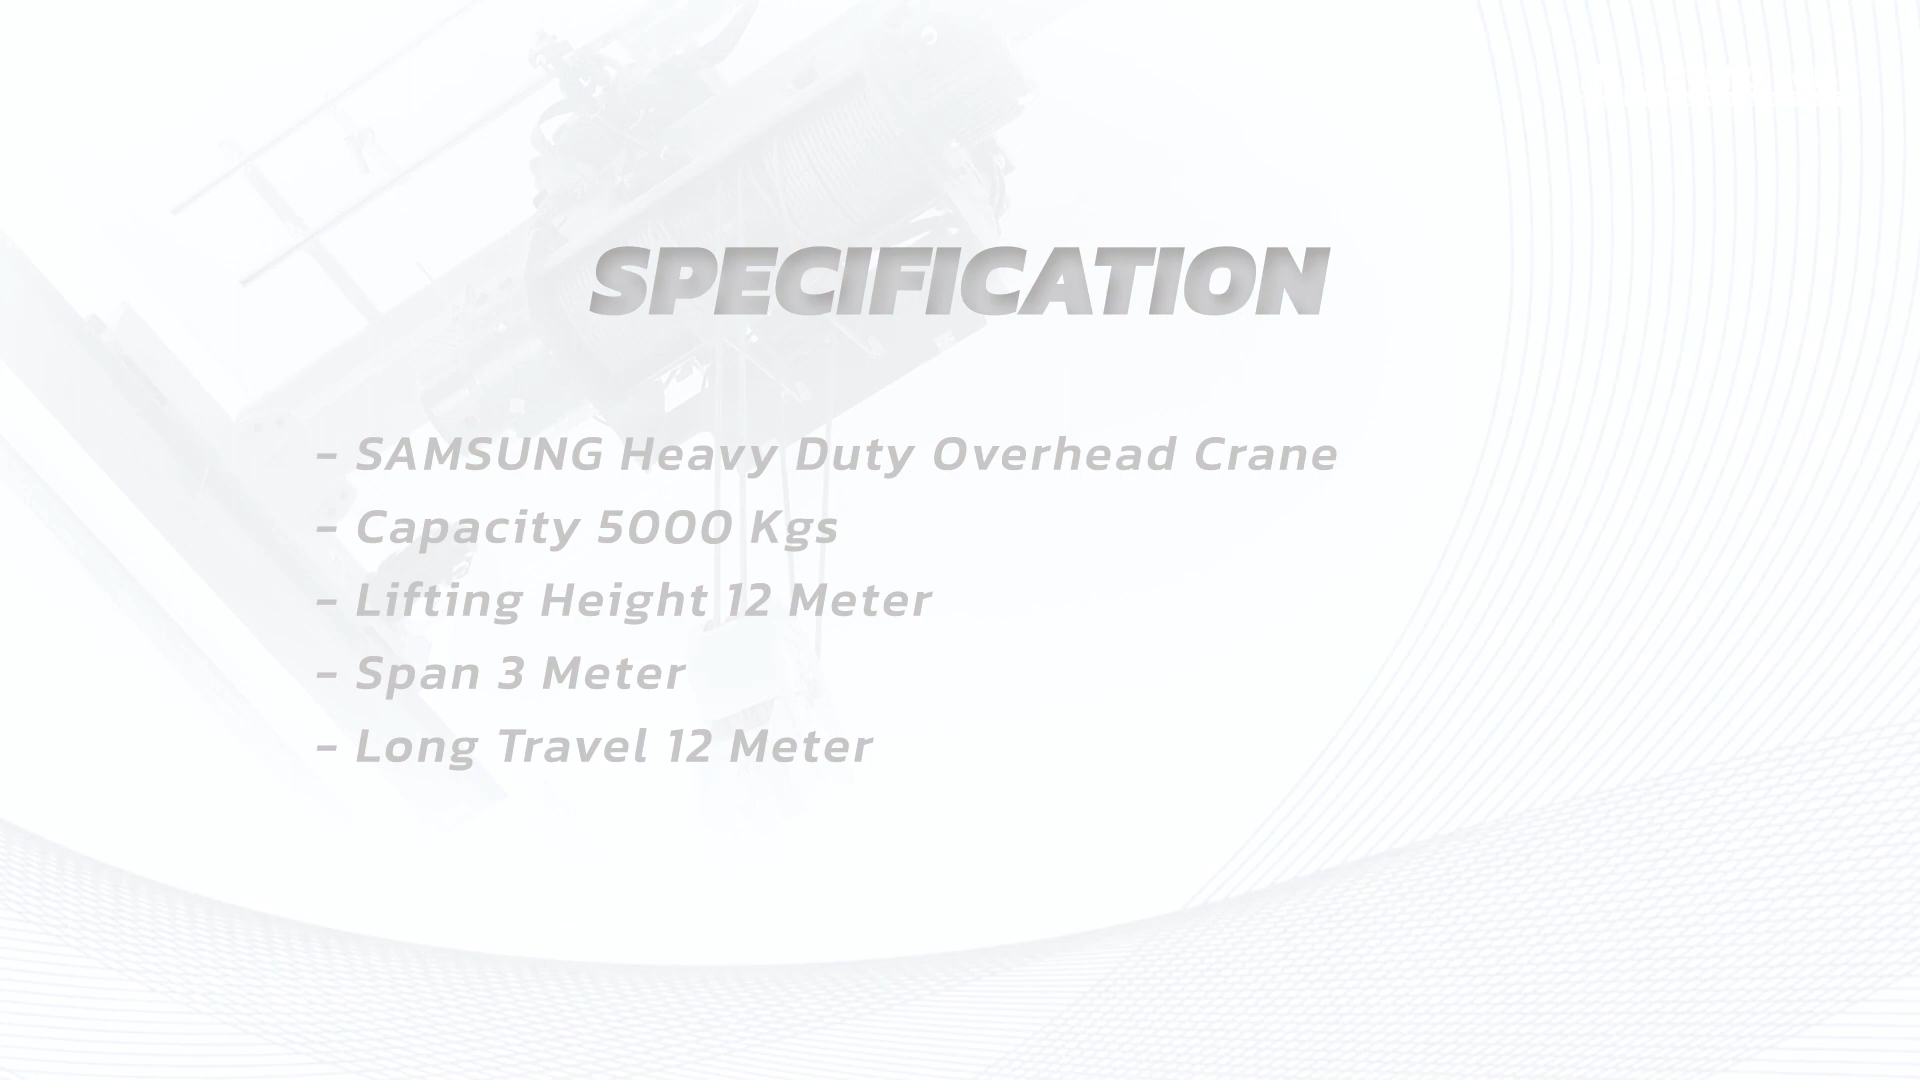 SPECIFICATION
- SAMSUNG Heavy Duty Overhead Crane
- Capacity 5000 Kgs
- Lifting Height 12 Meter
- Span 3 Meter
- Long Travel 12 Meter